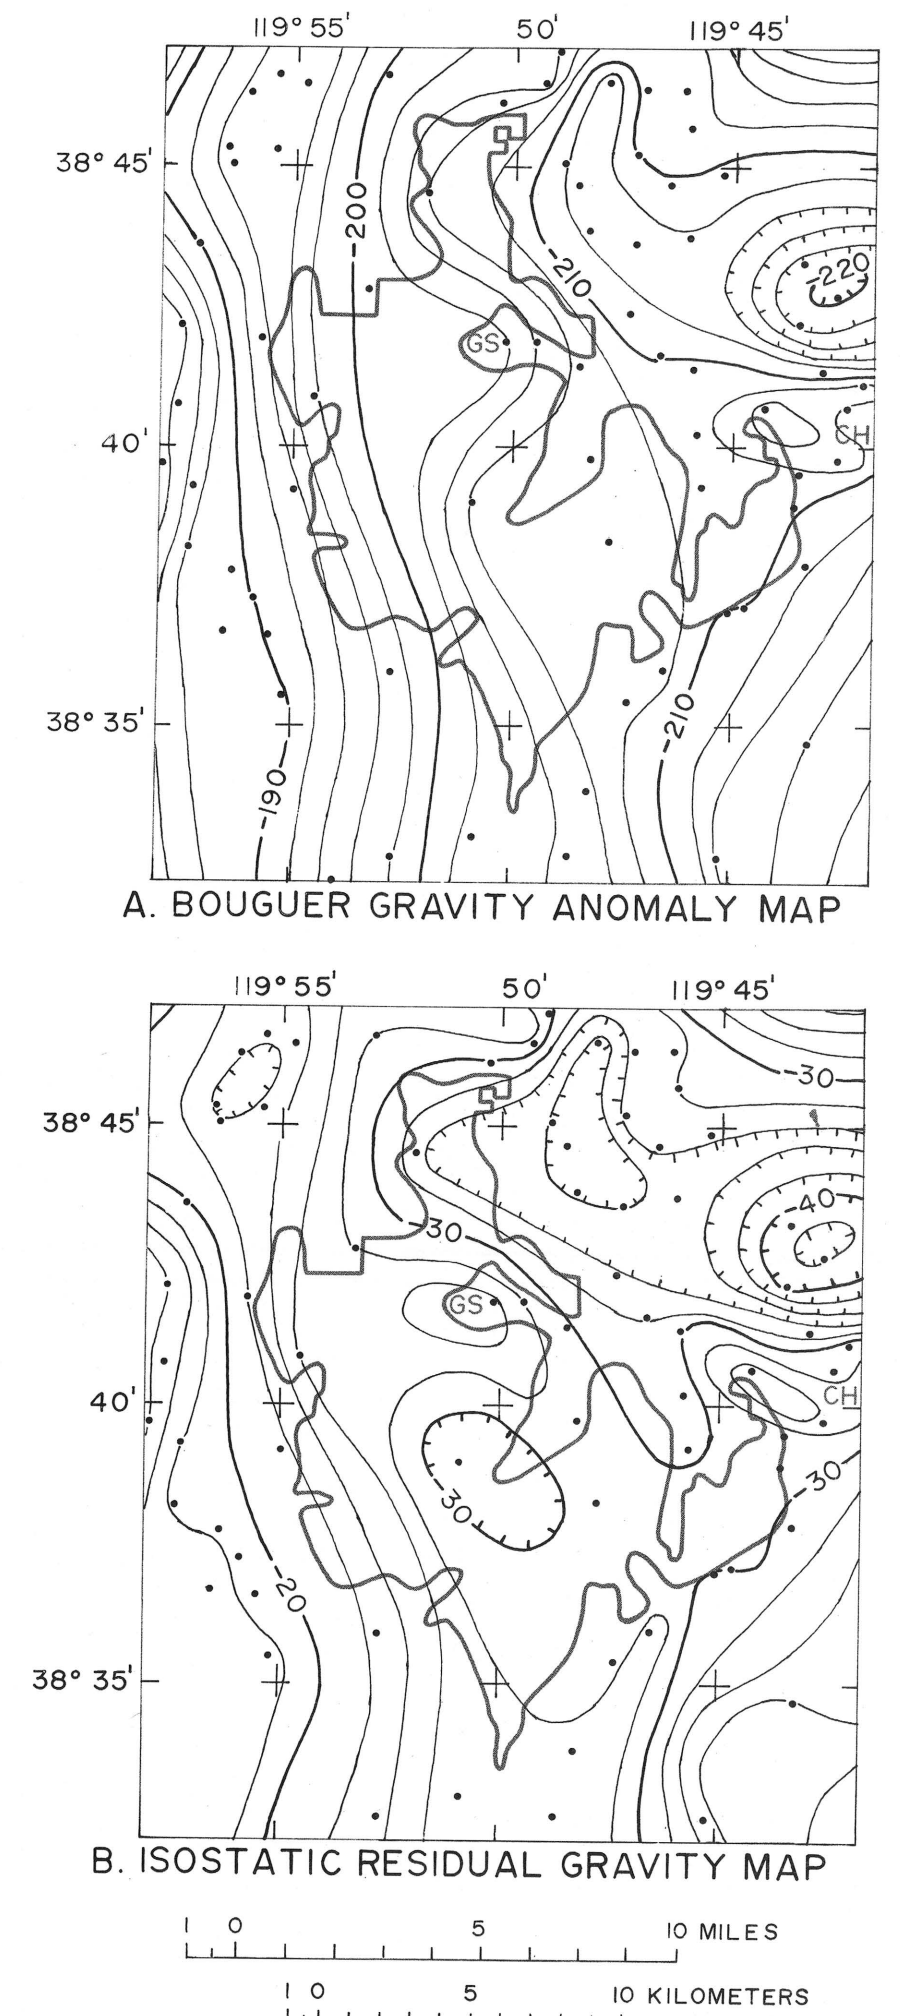 119° 55' 50' 119° 45'
38° 45'
-200
-210
-220
GS
40'
CH
38° 35'
-210
-190
A. BOUGUER GRAVITY ANOMALY MAP
119° 55' 50' 119° 45'
-30
38° 45'
-40
-30
GS
40'
CH
-30
-30
-20
38° 35'
B. ISOSTATIC RESIDUAL GRAVITY MAP
1 0 5 10 MILES
1 0 5 10 KILOMETERS